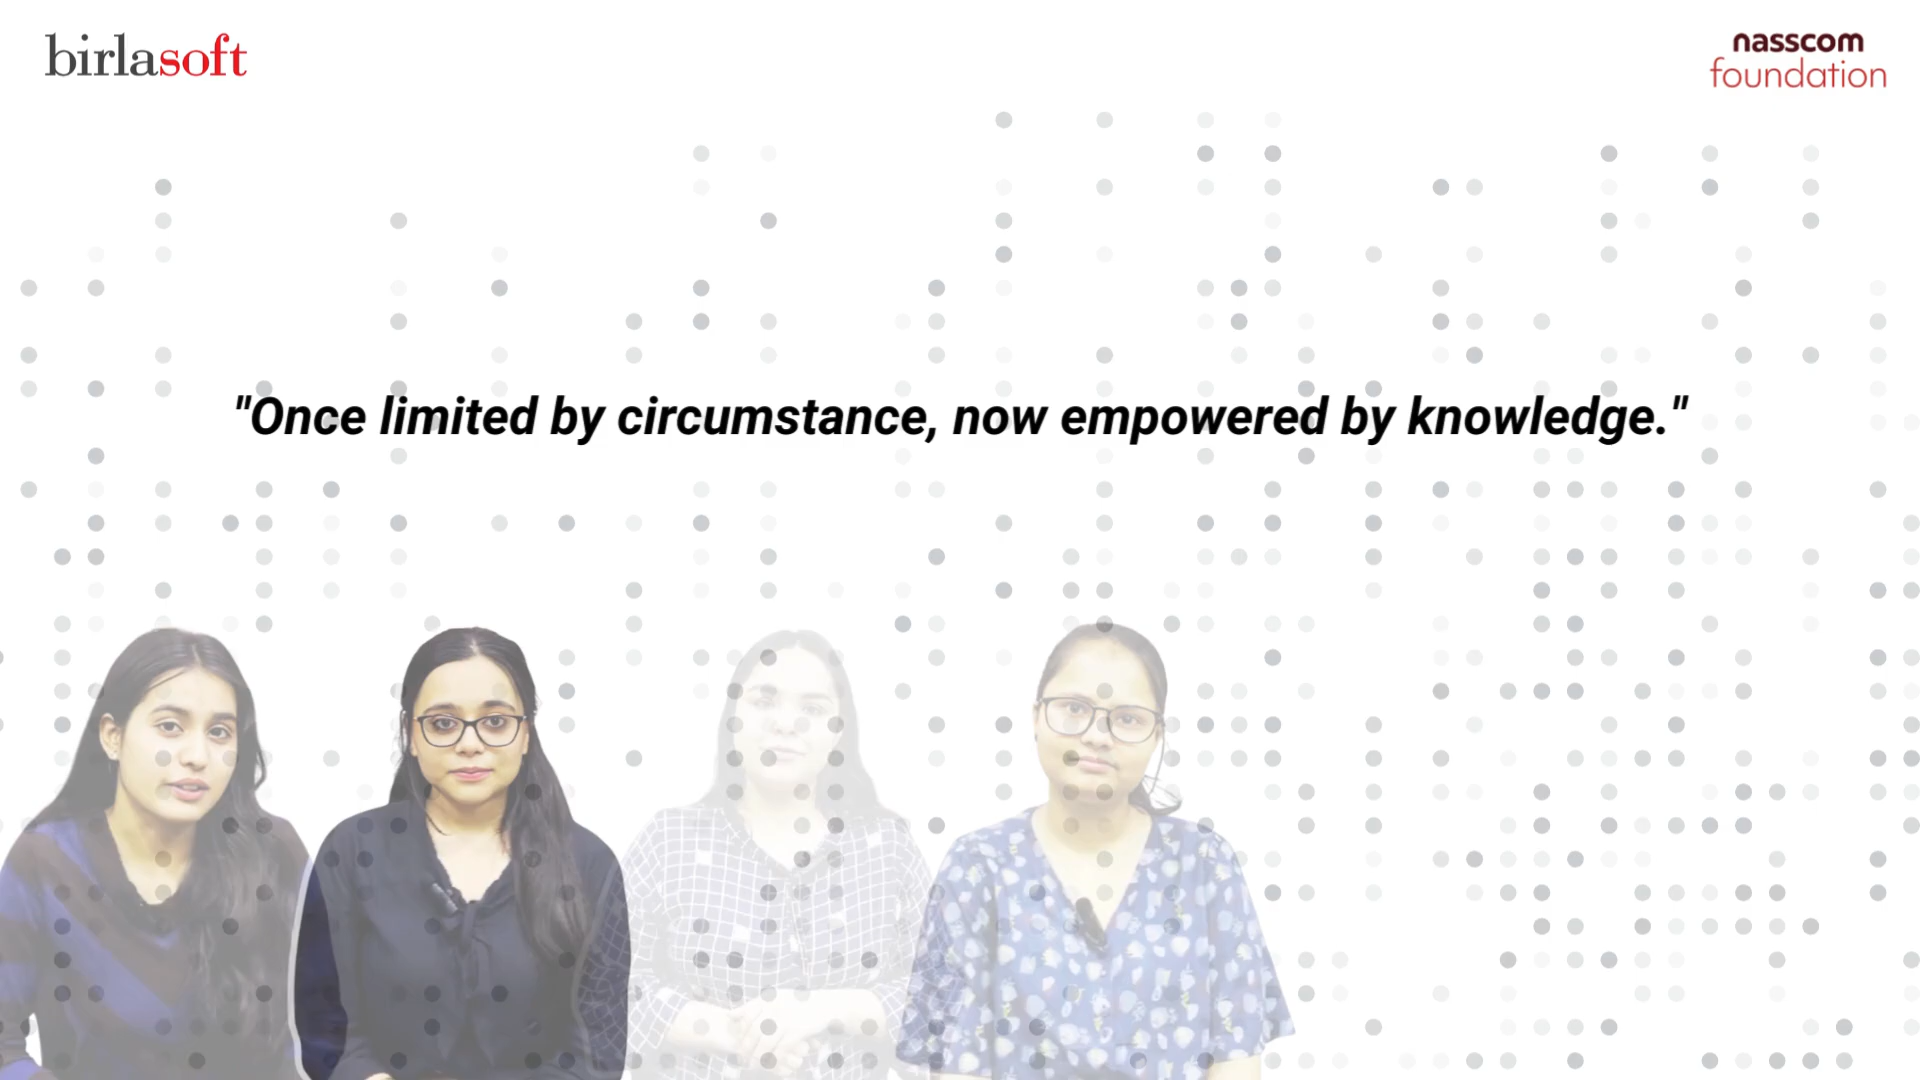 birlasoft
nasscom
foundation
"Once limited by circumstance, now empowered by knowledge."